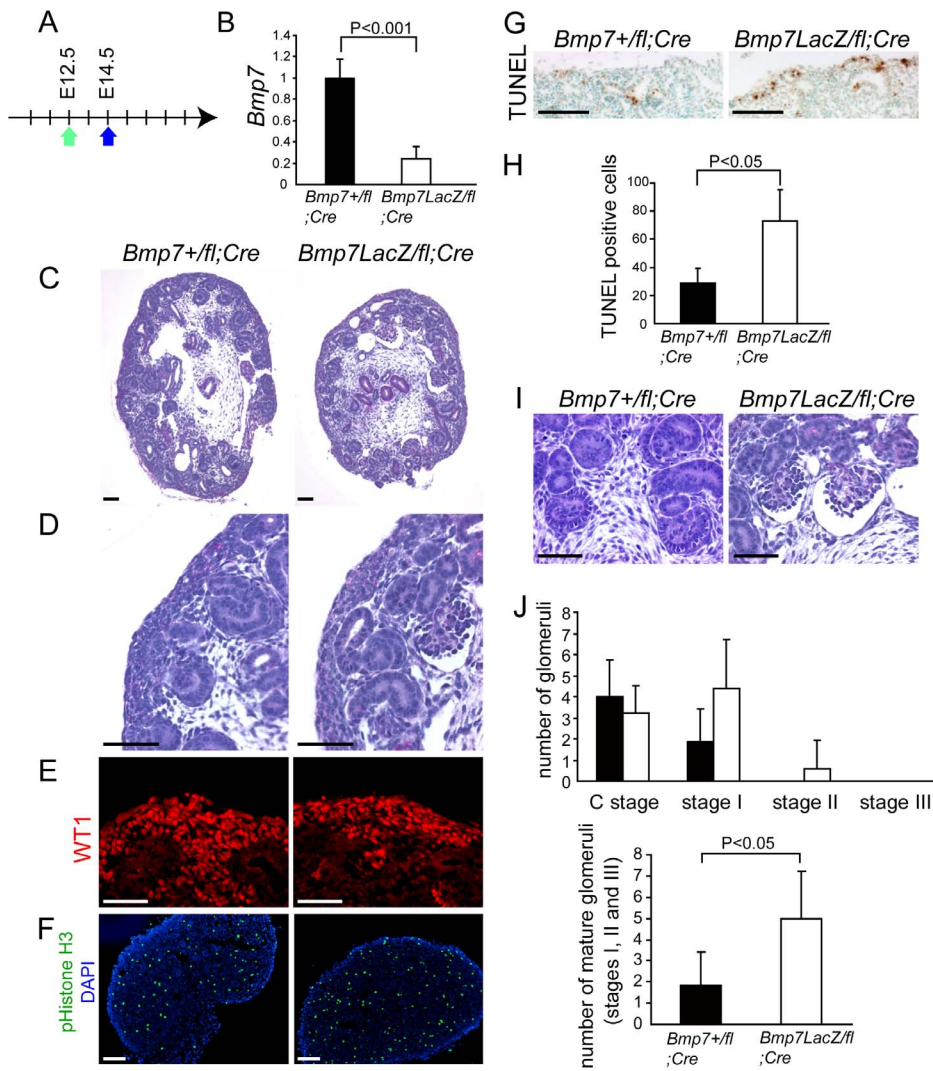 A
E12.5
E14.5
B
P<0.001
Bmp7
1.4
1.2
1
0.8
0.6
0.4
0.2
0
Bmp7+/fl
;Cre
Bmp7LacZ/fl
;Cre
C
Bmp7+/fl;Cre
Bmp7LacZ/fl;Cre
D
E
WT1
F
pHistone H3
DAPI
G
Bmp7+/fl;Cre
Bmp7LacZ/fl;Cre
TUNEL
H
P<0.05
TUNEL positive cells
100
80
60
40
20
0
Bmp7+/fl
;Cre
Bmp7LacZ/fl
;Cre
I
Bmp7+/fl;Cre
Bmp7LacZ/fl;Cre
J
number of glomeruli
8
7
6
5
4
3
2
1
0
C stage
stage I
stage II
stage III
P<0.05
number of mature glomeruli
(stages I, II and III)
8
7
6
5
4
3
2
1
0
Bmp7+/fl
;Cre
Bmp7LacZ/fl
;Cre